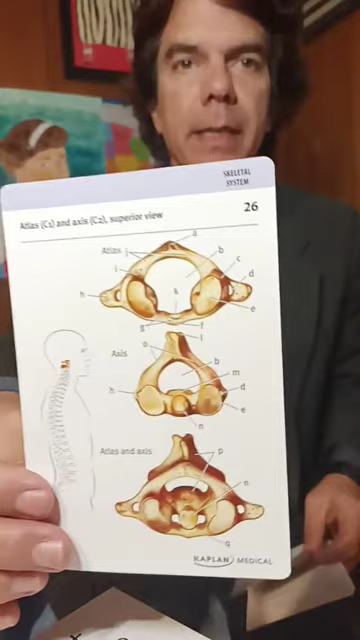 SKELETAL
SYSTEM
Atlas (C1) and axis (C2), superior view
26
a
Atlas
j
b
c
i
d
k
h
e
g
f
l
o
Axis
b
m
h
d
e
n
Atlas and axis
p
n
q
KAPLAN MEDICAL